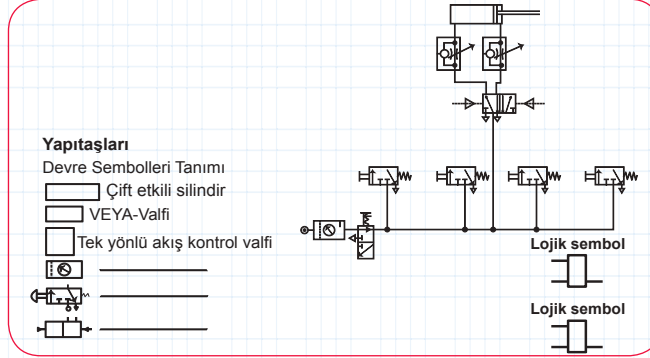 Yapıtaşları
Devre Sembolleri Tanımı
Çift etkili silindir
VEYA-Valfi
Tek yönlü akış kontrol valfi
Lojik sembol
Lojik sembol